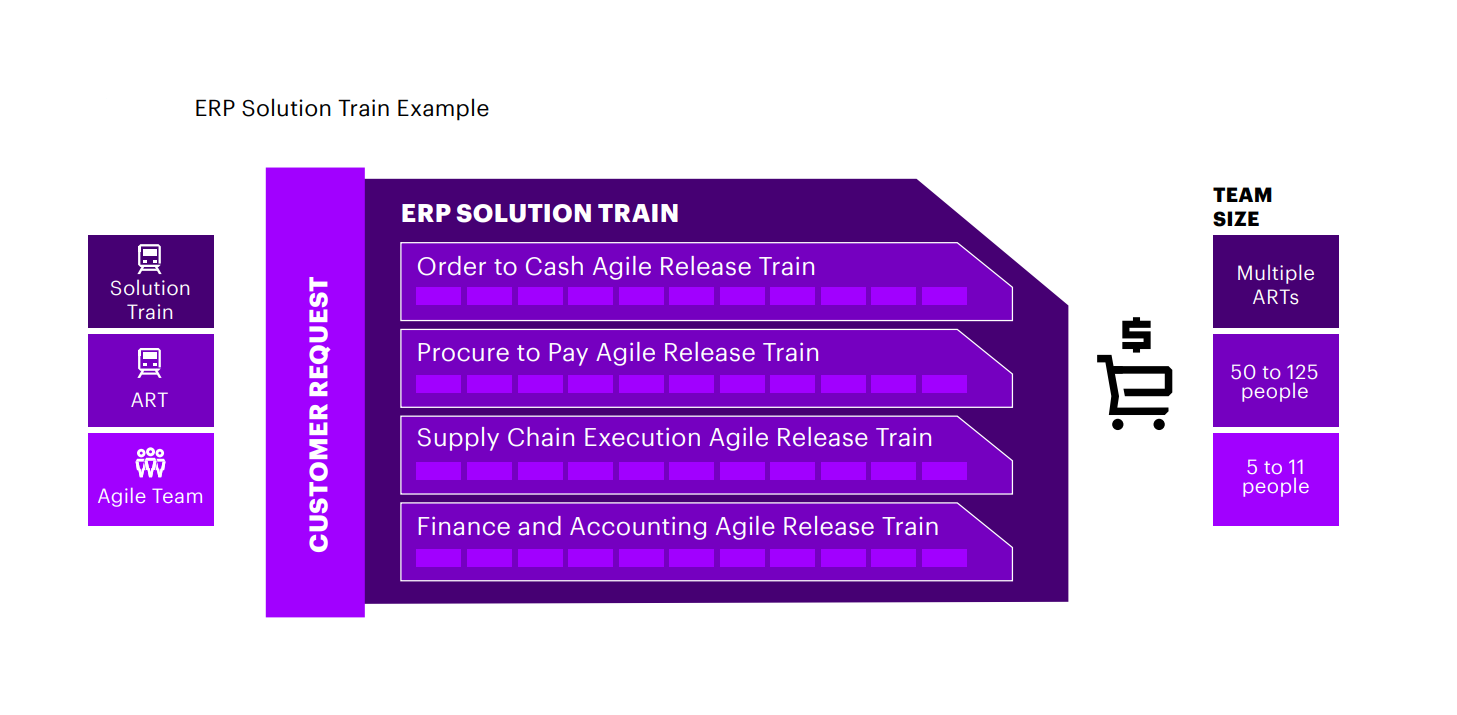 ERP Solution Train Example
Solution
Train
ART
Agile Team
CUSTOMER REQUEST
ERP SOLUTION TRAIN
Order to Cash Agile Release Train
Procure to Pay Agile Release Train
Supply Chain Execution Agile Release Train
Finance and Accounting Agile Release Train
$
TEAM
SIZE
Multiple
ARTs
50 to 125
people
5 to 11
people